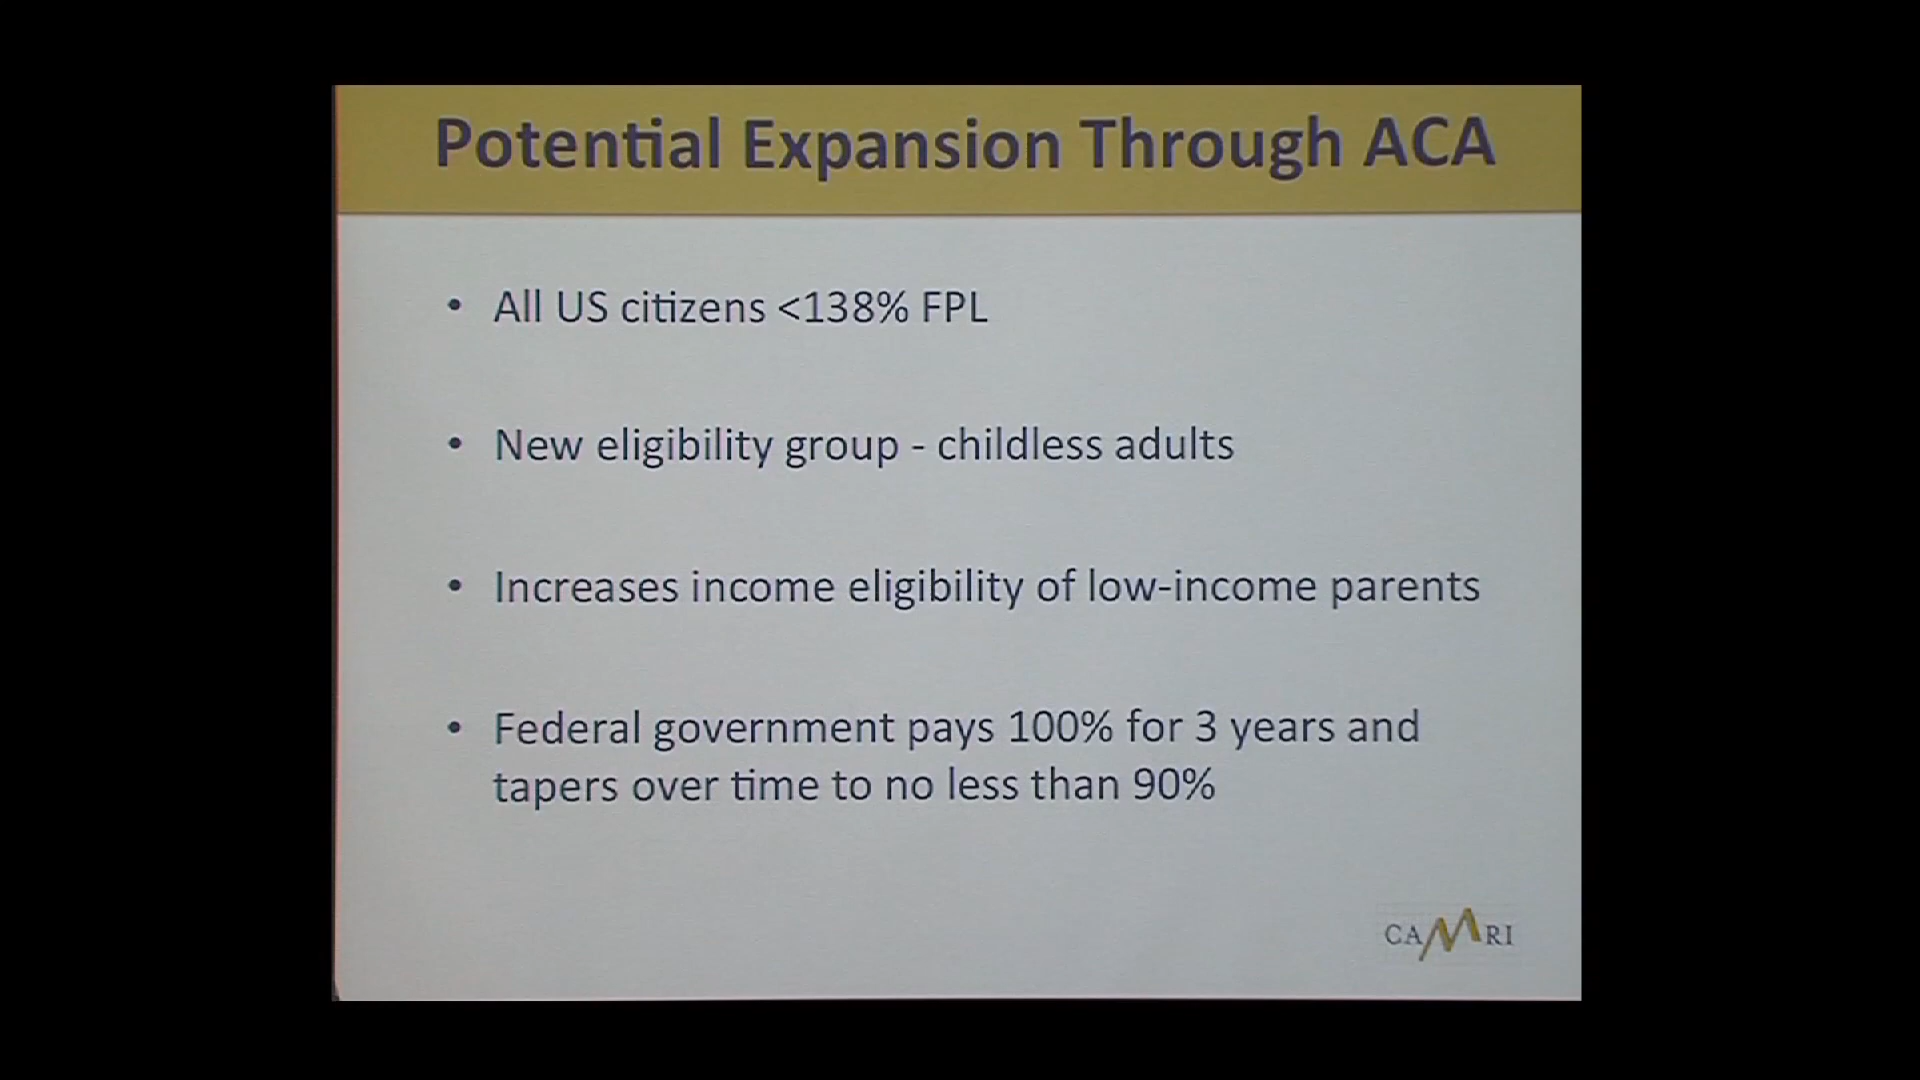 Potential Expansion Through ACA
• All US citizens <138% FPL
• New eligibility group - childless adults
• Increases income eligibility of low-income parents
• Federal government pays 100% for 3 years and
tapers over time to no less than 90%
CAMRI